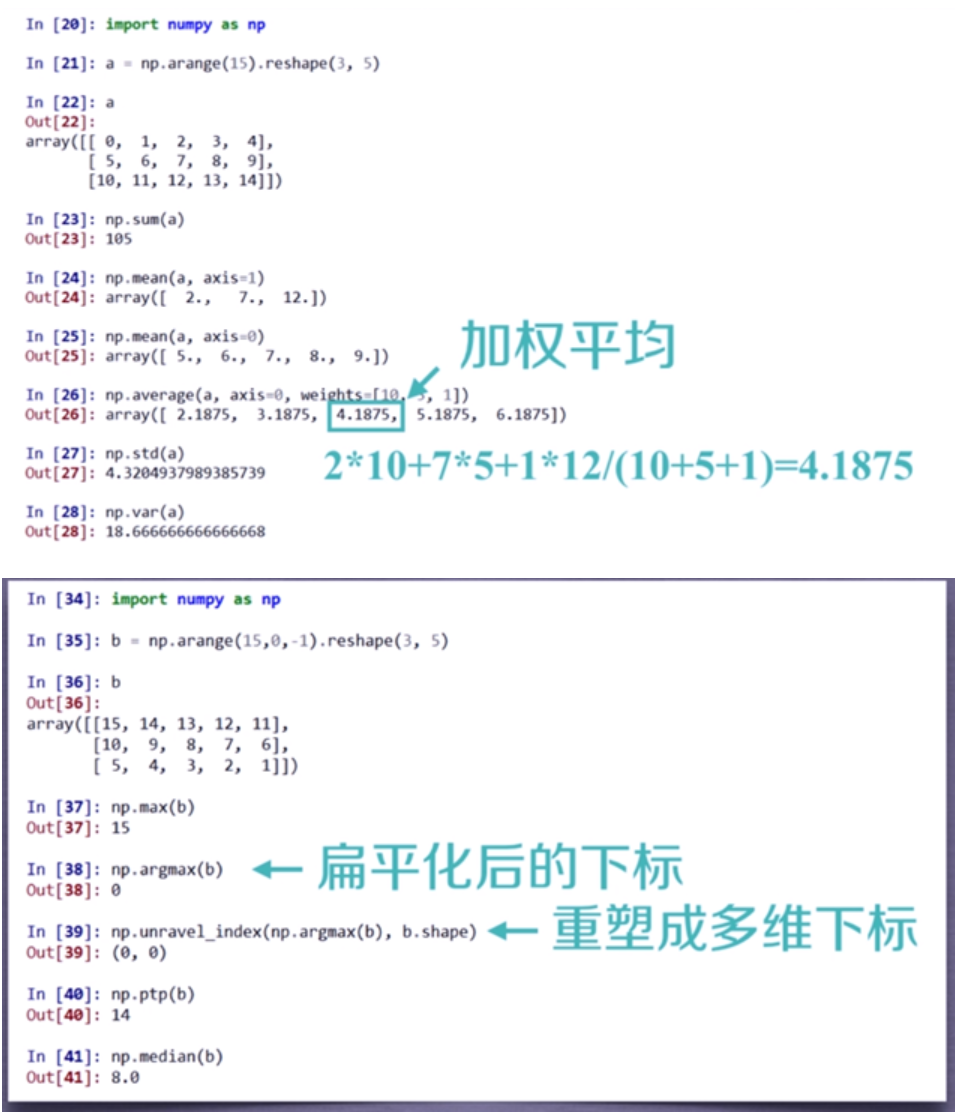 In [20]: import numpy as np
In [21]: a = np.arange(15).reshape(3, 5)
In [22]: a
Out[22]:
array([[ 0, 1, 2, 3, 4],
[ 5, 6, 7, 8, 9],
[10, 11, 12, 13, 14]])
In [23]: np.sum(a)
Out[23]: 105
In [24]: np.mean(a, axis=1)
Out[24]: array([ 2., 7., 12.])
In [25]: np.mean(a, axis=0)
Out[25]: array([ 5., 6., 7., 8., 9.])
加权平均
In [26]: np.average(a, axis=0, weights=[10, 5, 1])
Out[26]: array([ 2.1875, 3.1875, 4.1875, 5.1875, 6.1875])
In [27]: np.std(a)
Out[27]: 4.3204937989385739
2*10+7*5+1*12/(10+5+1)=4.1875
In [28]: np.var(a)
Out[28]: 18.666666666666668
In [34]: import numpy as np
In [35]: b = np.arange(15,0,-1).reshape(3, 5)
In [36]: b
Out[36]:
array([[15, 14, 13, 12, 11],
[10, 9, 8, 7, 6],
[ 5, 4, 3, 2, 1]])
In [37]: np.max(b)
Out[37]: 15
In [38]: np.argmax(b) ← 扁平化后的下标
Out[38]: 0
In [39]: np.unravel_index(np.argmax(b), b.shape) ← 重塑成多维下标
Out[39]: (0, 0)
In [40]: np.ptp(b)
Out[40]: 14
In [41]: np.median(b)
Out[41]: 8.0